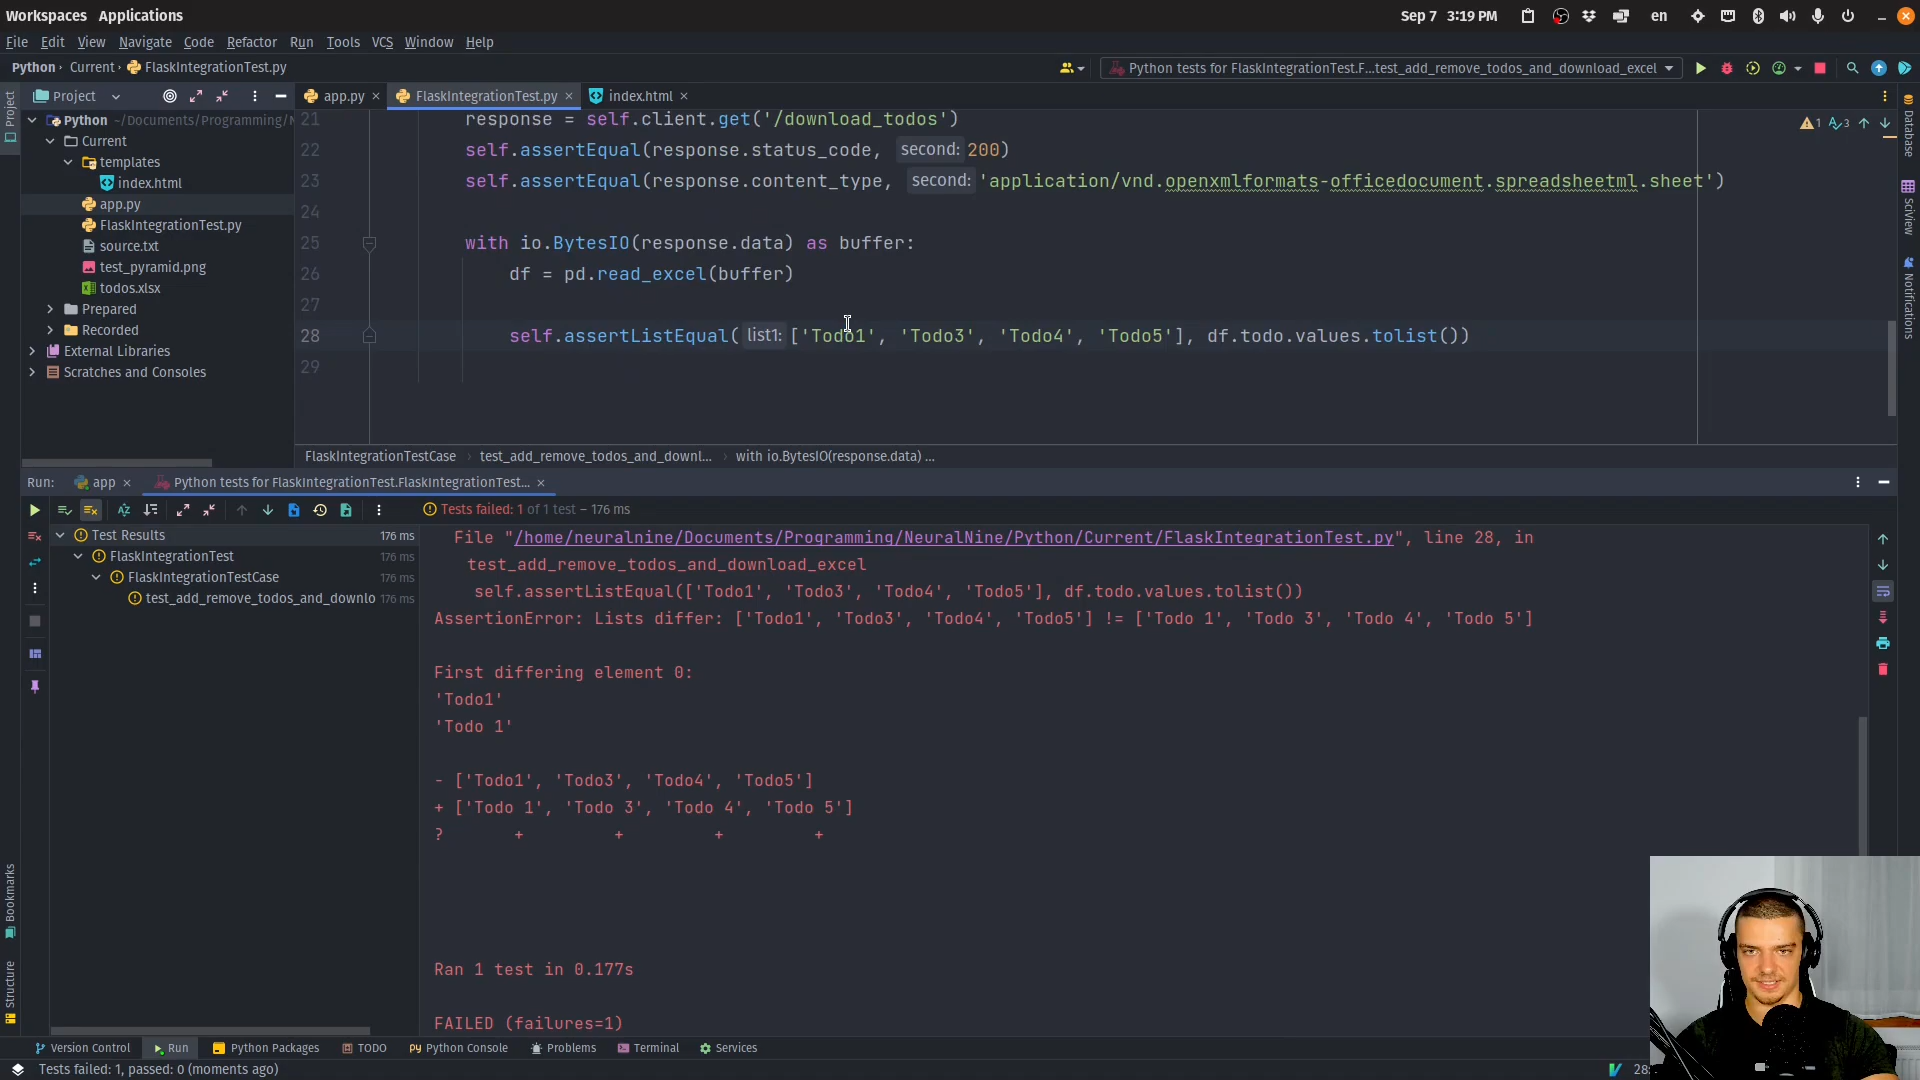 Workspaces Applications
Sep 7 3:19 PM
en
File Edit View Navigate Code Refactor Run Tools VCS Window Help
Python Current FlaskIntegrationTest.py
Python tests for FlaskIntegrationTest.F...test_add_remove_todos_and_download_excel
Project
app.py
FlaskIntegrationTest.py
index.html
Python ~/Documents/Programming/
Current
templates
index.html
app.py
FlaskIntegrationTest.py
source.txt
test_pyramid.png
todos.xlsx
Prepared
Recorded
External Libraries
Scratches and Consoles
21 response = self.client.get('/download_todos')
22 self.assertEqual(response.status_code, second: 200)
23 self.assertEqual(response.content_type, second: 'application/vnd.openxmlformats-officedocument.spreadsheetml.sheet')
24
25 with io.BytesIO(response.data) as buffer:
26 df = pd.read_excel(buffer)
27
28 self.assertListEqual( list1: ['Todo1', 'Todo3', 'Todo4', 'Todo5'], df.todo.values.tolist())
29
1 3
FlaskIntegrationTestCase test_add_remove_todos_and_downl... with io.BytesIO(response.data) ...
Project
Database
SciView
Notifications
Run: app Python tests for FlaskIntegrationTest.FlaskIntegrationTest...
Tests failed: 1 of 1 test – 176 ms
Test Results 176 ms
FlaskIntegrationTest 176 ms
FlaskIntegrationTestCase 176 ms
test_add_remove_todos_and_downlo 176 ms
File "/home/neuralnine/Documents/Programming/NeuralNine/Python/Current/FlaskIntegrationTest.py", line 28, in
test_add_remove_todos_and_download_excel
self.assertListEqual(['Todo1', 'Todo3', 'Todo4', 'Todo5'], df.todo.values.tolist())
AssertionError: Lists differ: ['Todo1', 'Todo3', 'Todo4', 'Todo5'] != ['Todo 1', 'Todo 3', 'Todo 4', 'Todo 5']
First differing element 0:
'Todo1'
'Todo 1'
- ['Todo1', 'Todo3', 'Todo4', 'Todo5']
+ ['Todo 1', 'Todo 3', 'Todo 4', 'Todo 5']
? + + + +
Ran 1 test in 0.177s
FAILED (failures=1)
Bookmarks
Structure
Version Control Run Python Packages TODO Python Console Problems Terminal Services
Tests failed: 1, passed: 0 (moments ago)